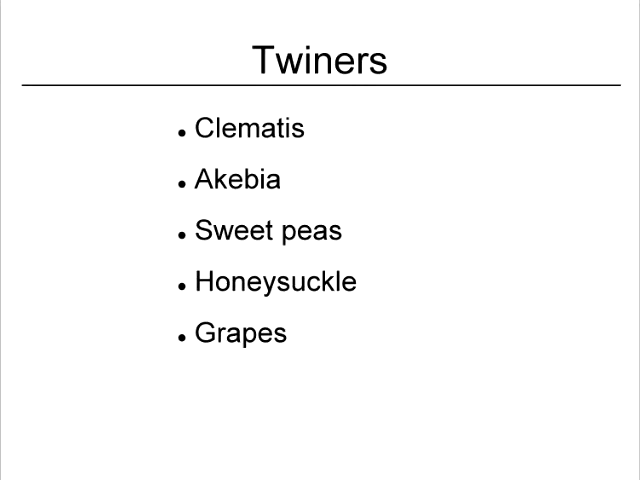 Twiners
• Clematis
• Akebia
• Sweet peas
• Honeysuckle
• Grapes